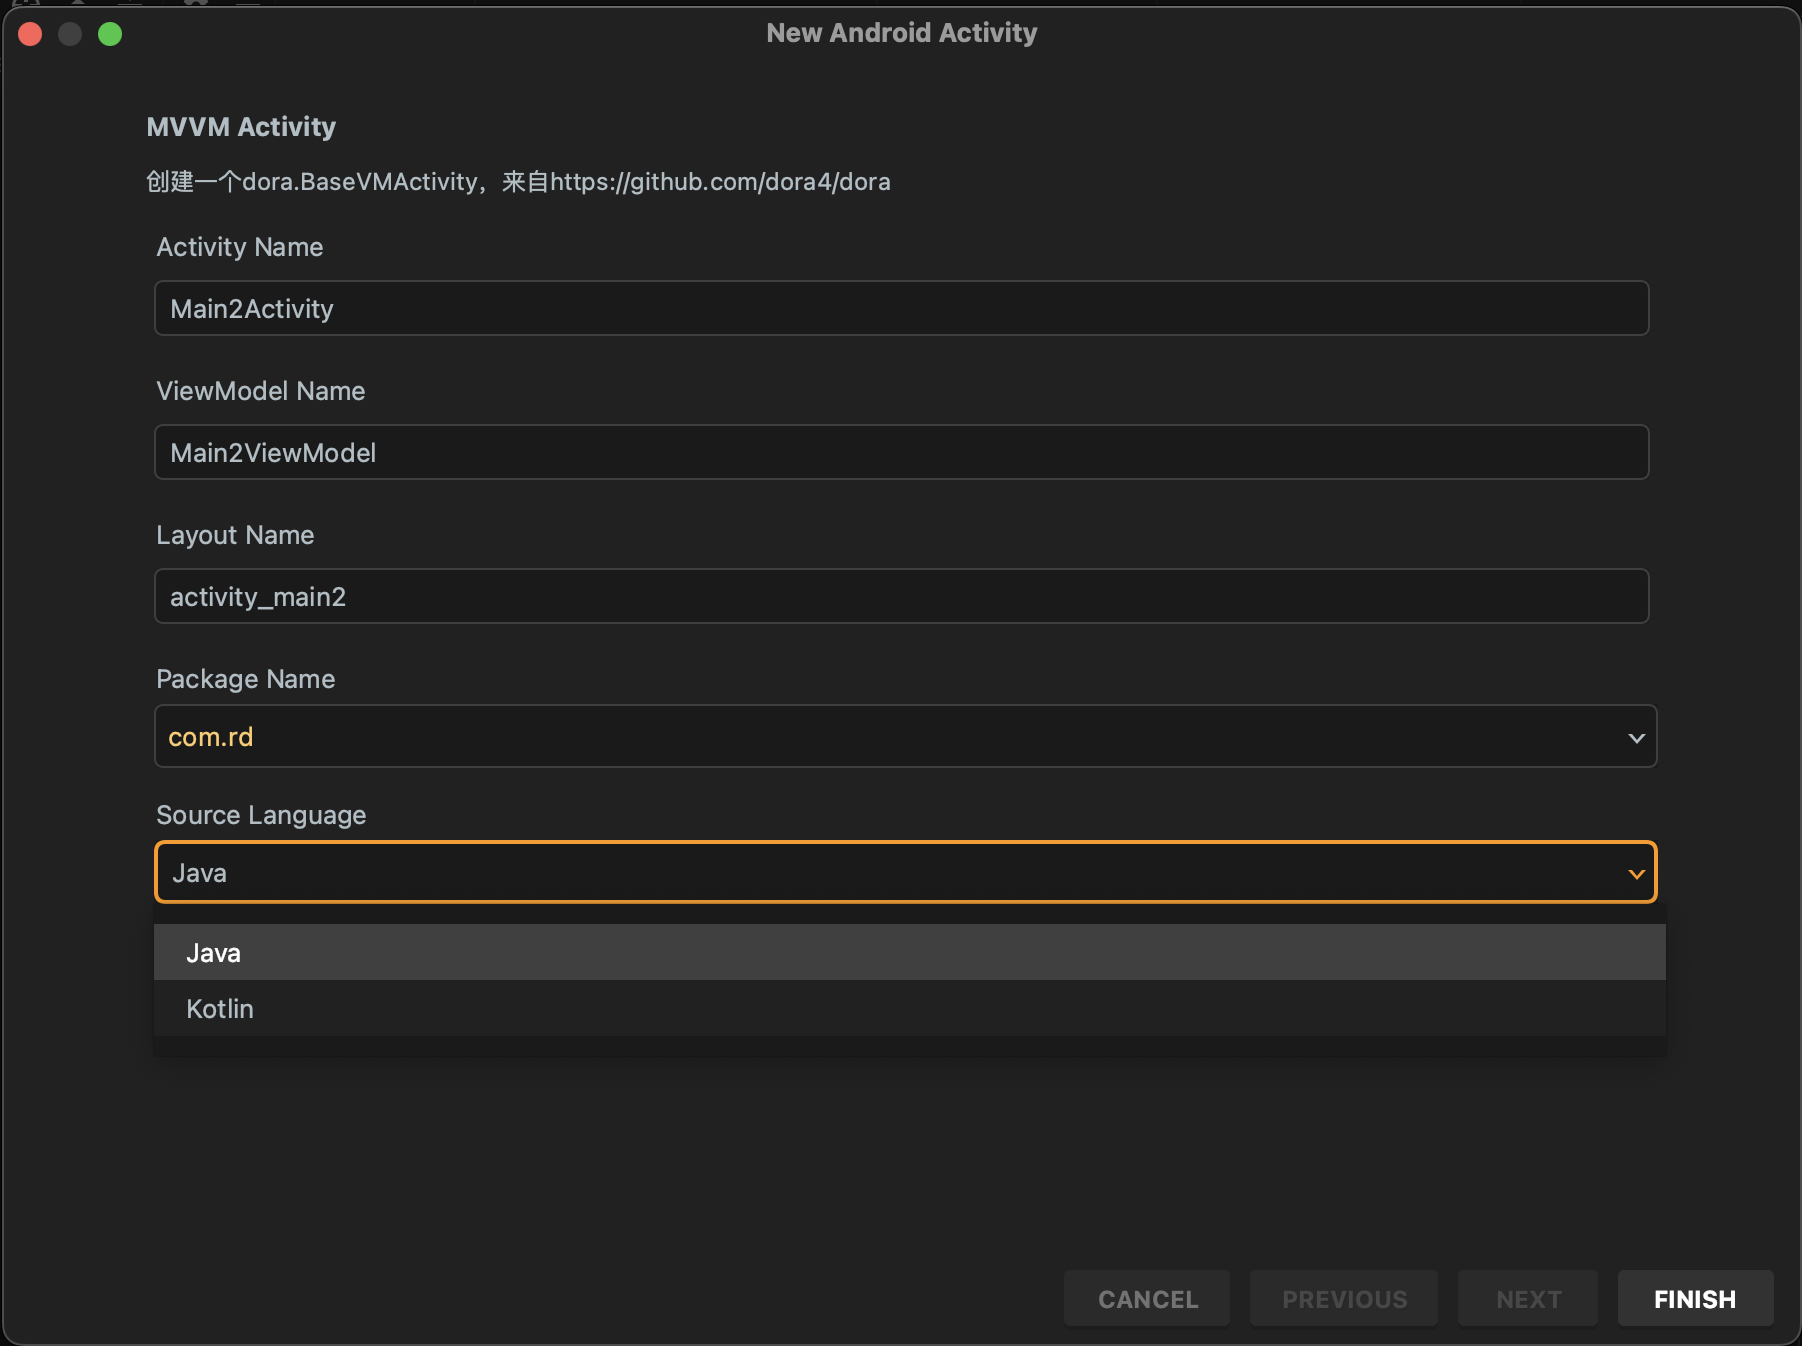 New Android Activity
MVVM Activity
创建一个dora.BaseVMActivity，来自https://github.com/dora4/dora
Activity Name
Main2Activity
ViewModel Name
Main2ViewModel
Layout Name
activity_main2
Package Name
com.rd
Source Language
Java
Java
Kotlin
CANCEL PREVIOUS NEXT FINISH